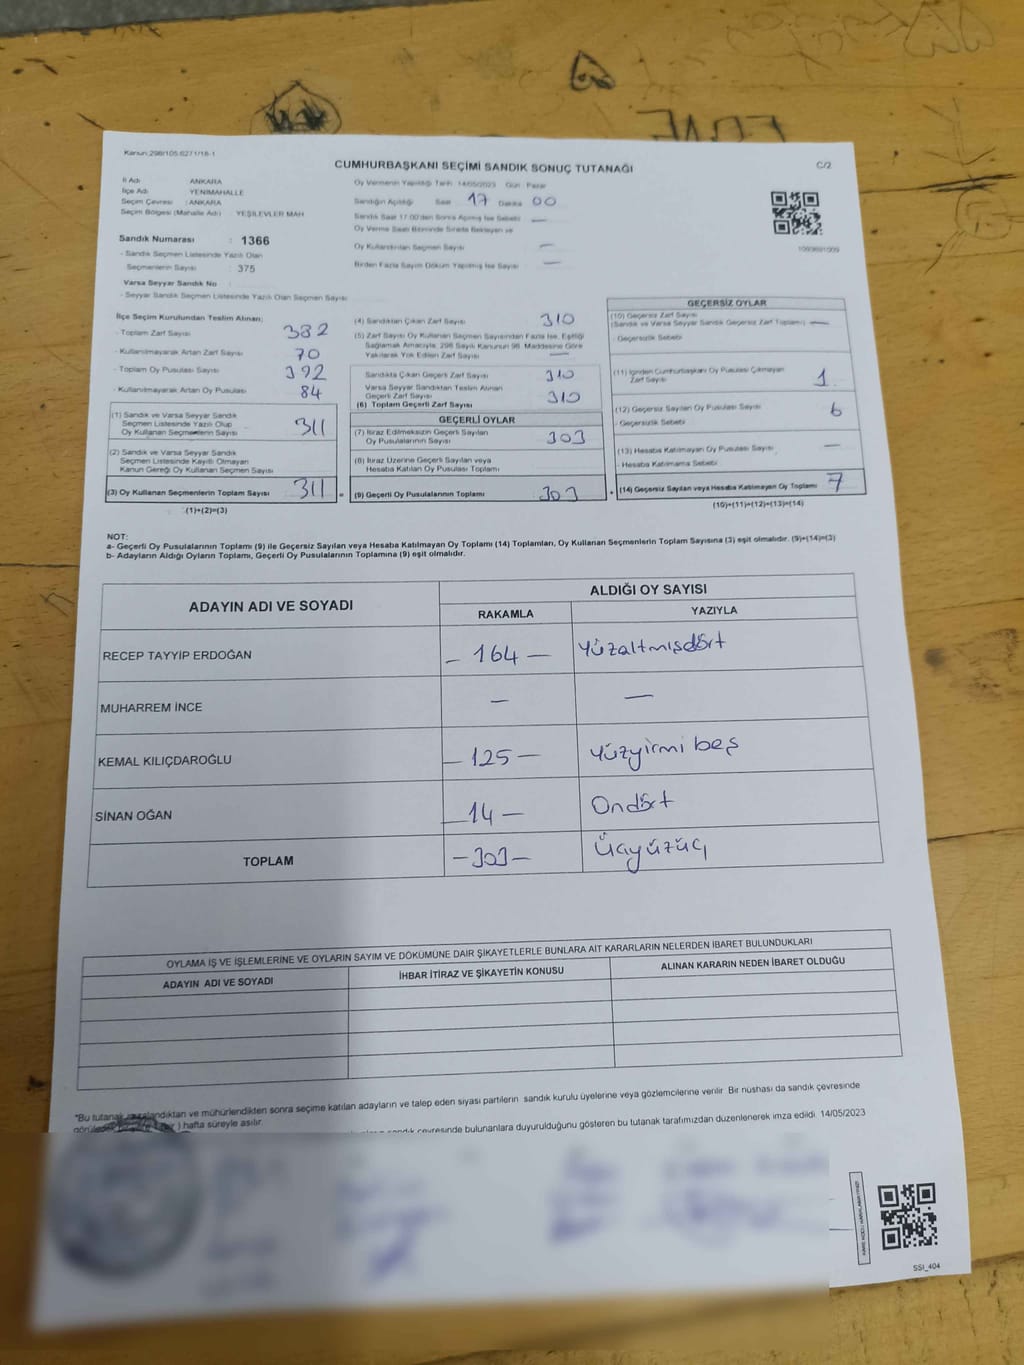 Kanun:298/105,6271/18-1
CUMHURBAŞKANI SEÇİMİ SANDIK SONUÇ TUTANAĞI
C/2
İl Adı : ANKARA
İlçe Adı : YENİMAHALLE
Seçim Çevresi : ANKARA
Seçim Bölgesi (Mahalle Adı) : YEŞİLEVLER MAH
Sandık Numarası : 1366
- Sandık Seçmen Listesinde Yazılı Olan
Seçmenlerin Sayısı : 375
Varsa Seyyar Sandık No :
- Seyyar Sandık Seçmen Listesinde Yazılı Olan Seçmen Sayısı:
Oy Vermenin Yapıldığı Tarih: 14/05/2023 Gün: Pazar
Sandığın Açıldığı Saat 17 Dakika 00
Sandık Saat 17:00'den Sonra Açılmış İse Sebebi —
Oy Verme Saati Bitiminde Sırada Bekleyen ve
Oy Kullandırılan Seçmen Sayısı —
Birden Fazla Sayım Döküm Yapılmış İse Sayısı —
1093691009
İlçe Seçim Kurulundan Teslim Alınan;
- Toplam Zarf Sayısı 382
- Kullanılmayarak Artan Zarf Sayısı 70
- Toplam Oy Pusulası Sayısı 392
- Kullanılmayarak Artan Oy Pusulası 84
(1) Sandık ve Varsa Seyyar Sandık
Seçmen Listesinde Yazılı Olup
Oy Kullanan Seçmenlerin Sayısı 311
(2) Sandık ve Varsa Seyyar Sandık
Seçmen Listesinde Kayıtlı Olmayan
Kanun Gereği Oy Kullanan Seçmen Sayısı
(3) Oy Kullanan Seçmenlerin Toplam Sayısı 311 =
(1)+(2)=(3)
(4) Sandıktan Çıkan Zarf Sayısı 310
(5) Zarf Sayısı Oy Kullanan Seçmen Sayısından Fazla İse, Eşitliği
Sağlamak Amacıyla, 298 Sayılı Kanunun 98. Maddesine Göre
Yakılarak Yok Edilen Zarf Sayısı —
Sandıkta Çıkan Geçerli Zarf Sayısı 310
Varsa Seyyar Sandıktan Teslim Alınan
Geçerli Zarf Sayısı
(6) Toplam Geçerli Zarf Sayısı 310
GEÇERLİ OYLAR
(7) İtiraz Edilmeksizin Geçerli Sayılan
Oy Pusulalarının Sayısı 303
(8) İtiraz Üzerine Geçerli Sayılan veya
Hesaba Katılan Oy Pusulası Toplamı
(9) Geçerli Oy Pusulalarının Toplamı 303 +
GEÇERSİZ OYLAR
(10) Geçersiz Zarf Sayısı
(Sandık ve Varsa Seyyar Sandık Geçersiz Zarf Toplamı) —
- Geçersizlik Sebebi
(11) İçinden Cumhurbaşkanı Oy Pusulası Çıkmayan
Zarf Sayısı 1
(12) Geçersiz Sayılan Oy Pusulası Sayısı 6
- Geçersizlik Sebebi
(13) Hesaba Katılmayan Oy Pusulası Sayısı —
- Hesaba Katılmama Sebebi
(14) Geçersiz Sayılan veya Hesaba Katılmayan Oy Toplamı 7
(10)+(11)+(12)+(13)=(14)
NOT:
a- Geçerli Oy Pusulalarının Toplamı (9) ile Geçersiz Sayılan veya Hesaba Katılmayan Oy Toplamı (14) Toplamları, Oy Kullanan Seçmenlerin Toplam Sayısına (3) eşit olmalıdır. (9)+(14)=(3)
b- Adayların Aldığı Oyların Toplamı, Geçerli Oy Pusulalarının Toplamına (9) eşit olmalıdır.
ADAYIN ADI VE SOYADI
ALDIĞI OY SAYISI
RAKAMLA YAZIYLA
RECEP TAYYİP ERDOĞAN – 164 — Yüzaltmışdört
MUHARREM İNCE — —
KEMAL KILIÇDAROĞLU — 125 — Yüzyirmi beş
SİNAN OĞAN — 14 — Ondört
TOPLAM – 303 – Üçyüzüç
OYLAMA İŞ VE İŞLEMLERİNE VE OYLARIN SAYIM VE DÖKÜMÜNE DAİR ŞİKAYETLERLE BUNLARA AİT KARARLARIN NELERDEN İBARET BULUNDUKLARI
ADAYIN ADI VE SOYADI İHBAR İTİRAZ VE ŞİKAYETİN KONUSU ALINAN KARARIN NEDEN İBARET OLDUĞU
*Bu tutanak imzalandıktan ve mühürlendikten sonra seçime katılan adayların ve talep eden siyasi partilerin sandık kurulu üyelerine veya gözlemcilerine verilir. Bir nüshası da sandık çevresinde
) hafta süreyle asılır.
sandık çevresinde bulunanlara duyurulduğunu gösteren bu tutanak tarafımızdan düzenlenerek imza edildi. 14/05/2023
SSI_404